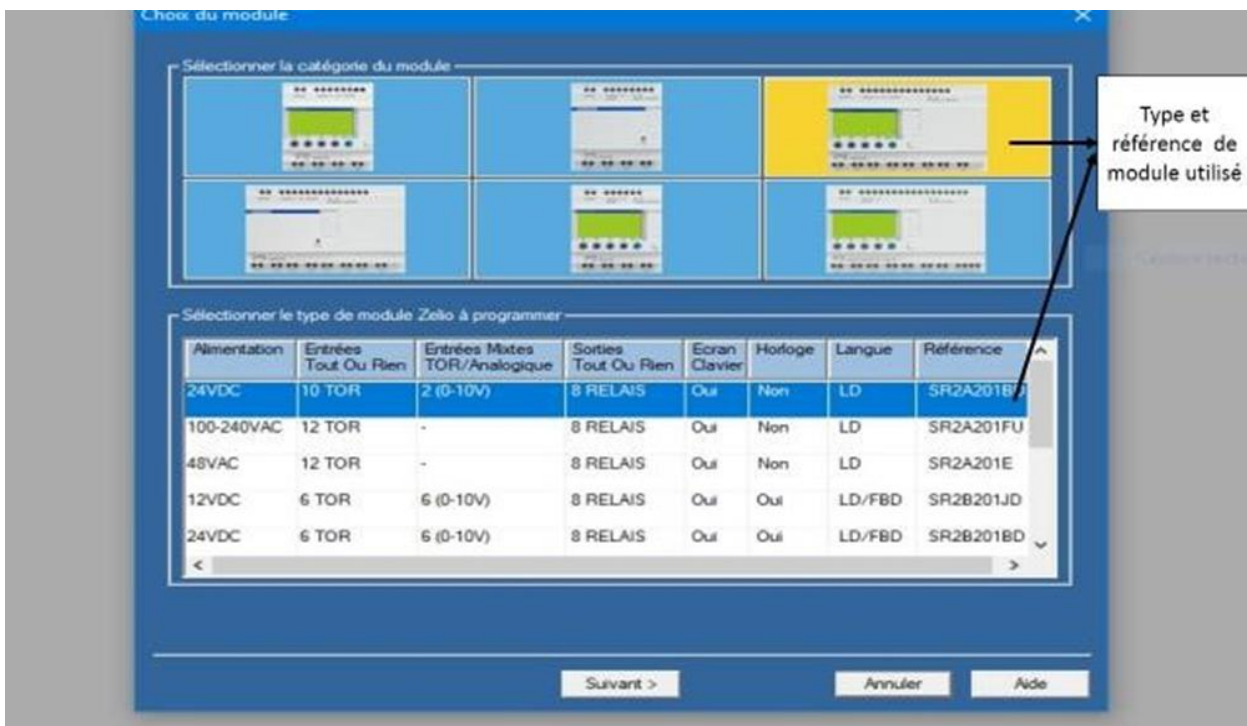 Choix du module
Sélectionner la catégorie du module
Type et
référence de
module utilisé
Sélectionner le type de module Zelio à programmer
Alimentation Entrées Tout Ou Rien Entrées Mixtes TOR/Analogique Sorties Tout Ou Rien Ecran Clavier Horloge Langue Référence
24VDC 10 TOR 2 (0-10V) 8 RELAIS Oui Non LD SR2A201BD
100-240VAC 12 TOR - 8 RELAIS Oui Non LD SR2A201FU
48VAC 12 TOR - 8 RELAIS Oui Non LD SR2A201E
12VDC 6 TOR 6 (0-10V) 8 RELAIS Oui Oui LD/FBD SR2B201JD
24VDC 6 TOR 6 (0-10V) 8 RELAIS Oui Oui LD/FBD SR2B201BD
Suivant > Annuler Aide